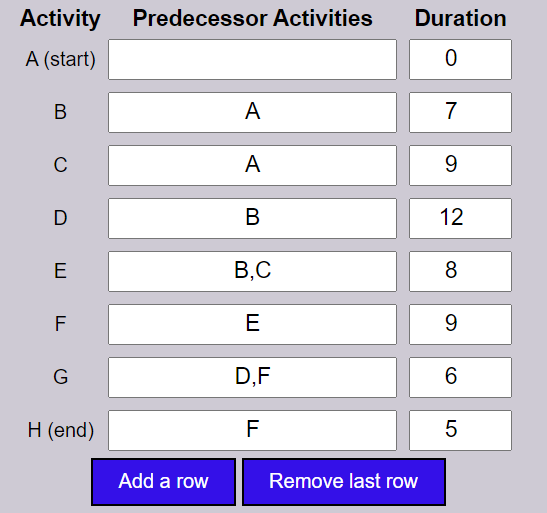 Activity Predecessor Activities Duration
A (start) 0
B A 7
C A 9
D B 12
E B,C 8
F E 9
G D,F 6
H (end) F 5
Add a row Remove last row